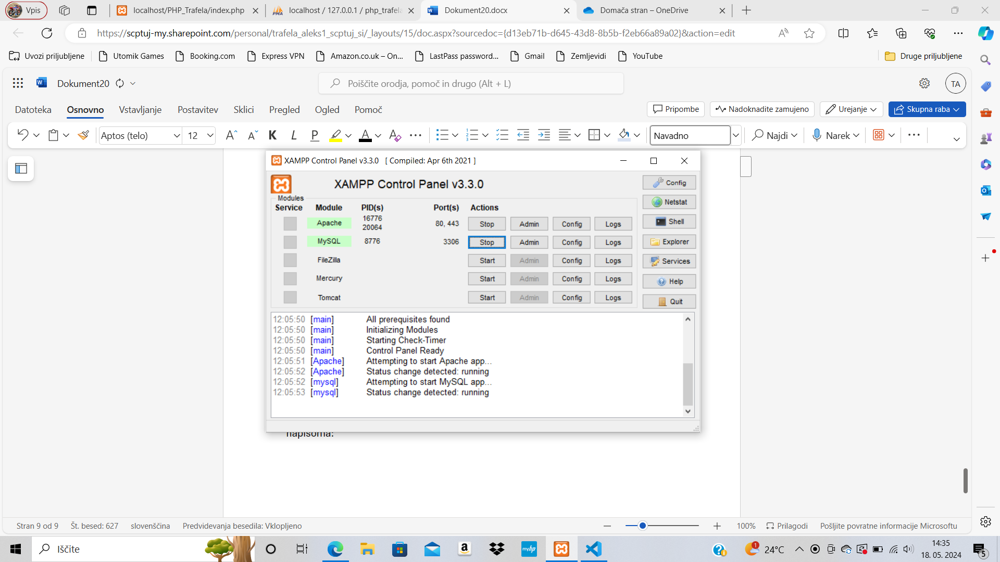 Vpis
localhost/PHP_Trafela/index.php
localhost / 127.0.0.1 / php_trafela
Dokument20.docx
Domača stran – OneDrive
https://scptuj-my.sharepoint.com/personal/trafela_aleks1_scptuj_si/_layouts/15/doc.aspx?sourcedoc={d13eb71b-d645-43d8-8b5b-f2eb66a89a02}&action=edit
Uvozi priljubljene
Utomik Games
Booking.com
Express VPN
Amazon.co.uk – On...
LastPass password...
Gmail
Zemljevidi
YouTube
Druge priljubljene
Dokument20
Poiščite orodja, pomoč in drugo (Alt + L)
TA
Datoteka Osnovno Vstavljanje Postavitev Sklici Pregled Ogled Pomoč
Pripombe
Nadoknadite zamujeno
Urejanje
Skupna raba
Aptos (telo) 12
K L P A
Navadno
Najdi
Narek
XAMPP Control Panel v3.3.0 [ Compiled: Apr 6th 2021 ]
XAMPP Control Panel v3.3.0
Config
Modules
Service Module PID(s) Port(s) Actions
Netstat
Apache 16776 20064 80, 443 Stop Admin Config Logs
Shell
MySQL 8776 3306 Stop Admin Config Logs
Explorer
FileZilla Start Admin Config Logs
Services
Mercury Start Admin Config Logs
Help
Tomcat Start Admin Config Logs
Quit
12:05:50 [main] All prerequisites found
12:05:50 [main] Initializing Modules
12:05:50 [main] Starting Check-Timer
12:05:50 [main] Control Panel Ready
12:05:51 [Apache] Attempting to start Apache app...
12:05:52 [Apache] Status change detected: running
12:05:52 [mysql] Attempting to start MySQL app...
12:05:53 [mysql] Status change detected: running
napisoma:
Stran 9 od 9
Št. besed: 627
slovenščina
Predvidevanja besedila: Vklopljeno
100%
Prilagodi
Pošljite povratne informacije Microsoftu
Iščite
myhp
1
24°C
14:35
18. 05. 2024
5